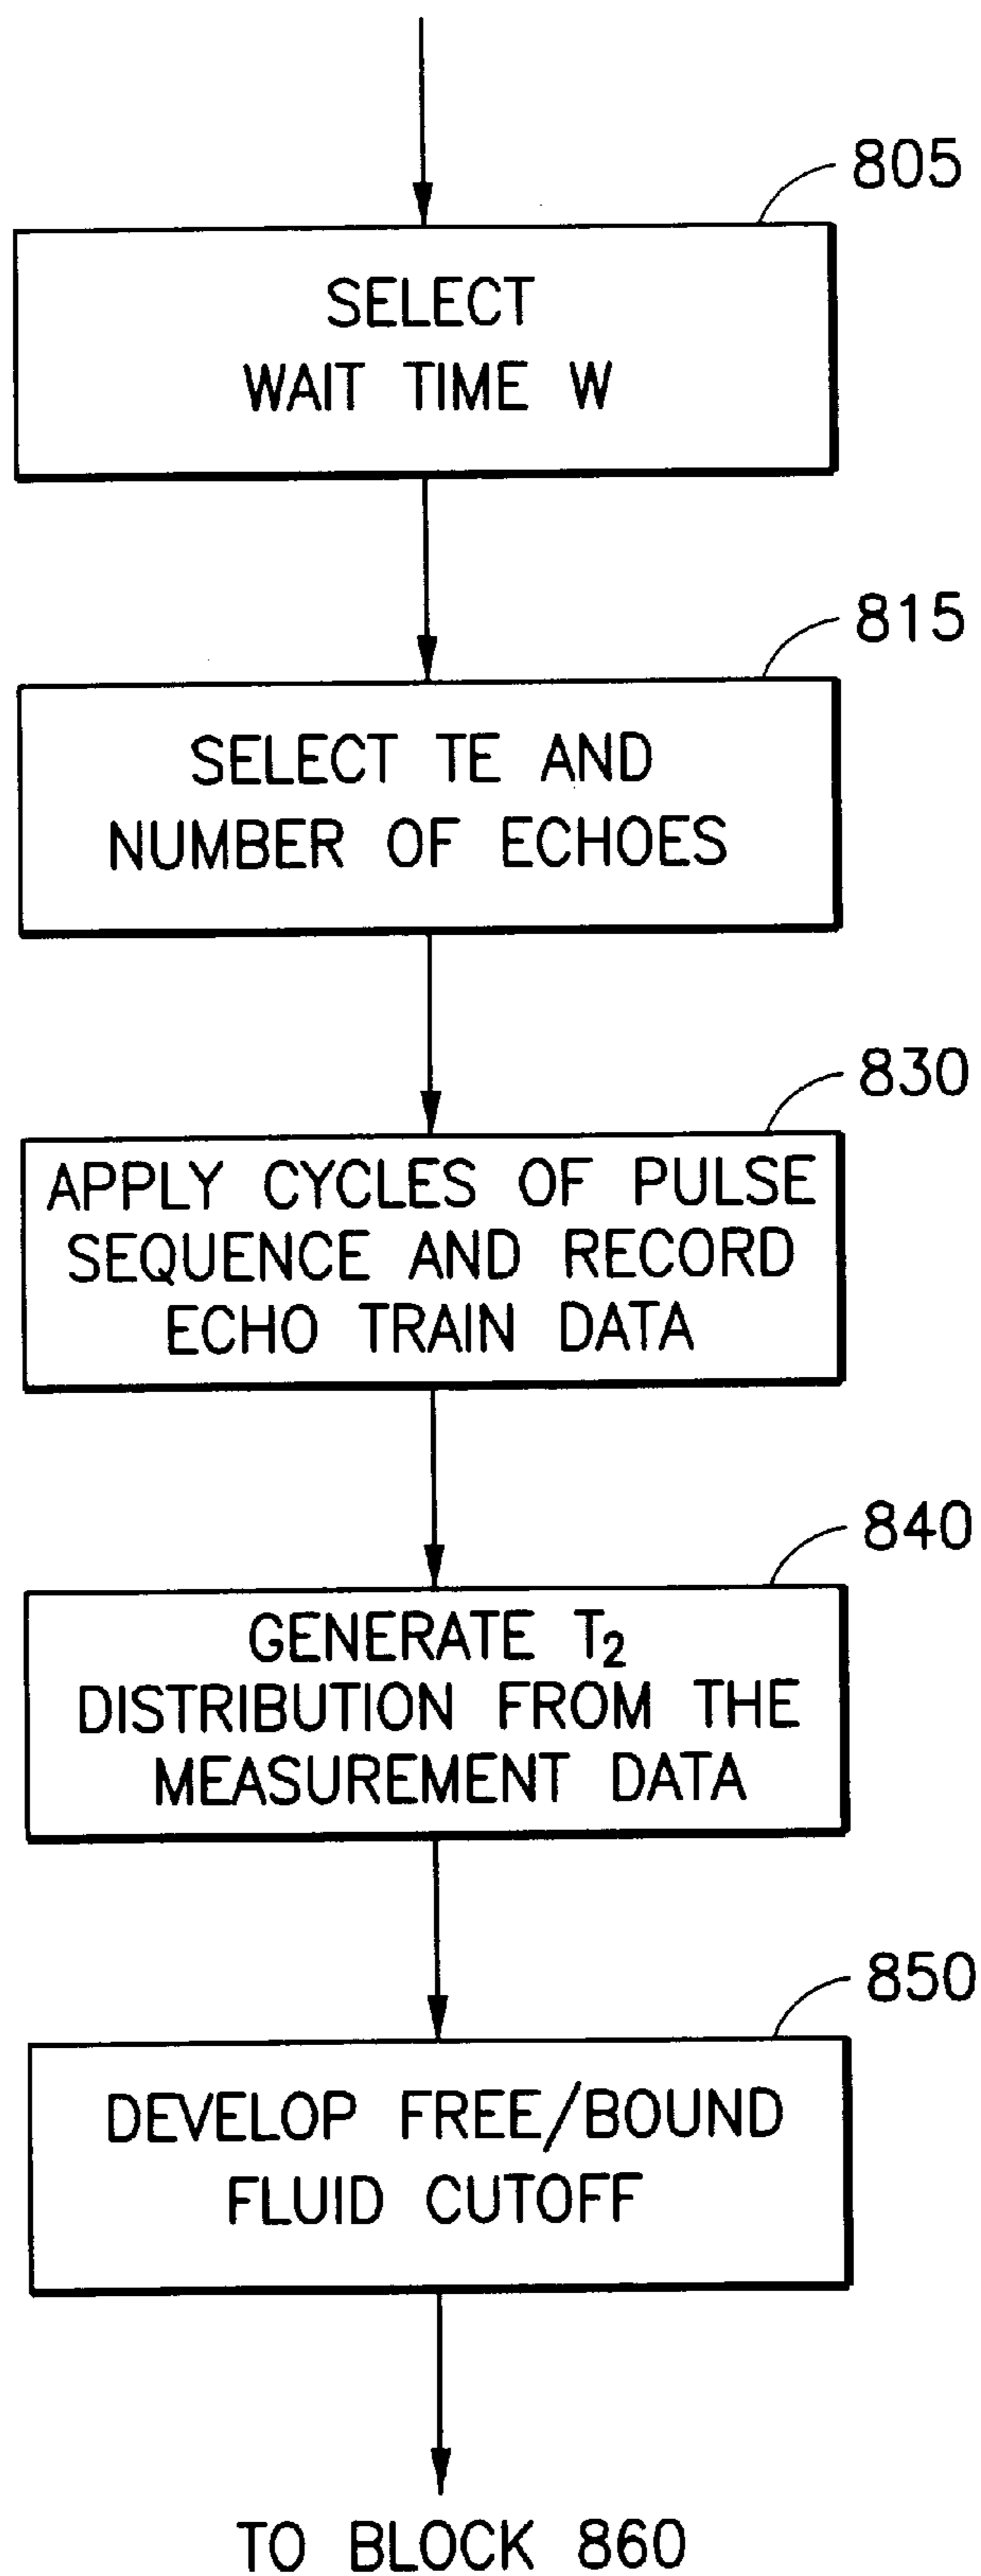 805
SELECT
WAIT TIME W
815
SELECT TE AND
NUMBER OF ECHOES
830
APPLY CYCLES OF PULSE
SEQUENCE AND RECORD
ECHO TRAIN DATA
840
GENERATE T₂
DISTRIBUTION FROM THE
MEASUREMENT DATA
850
DEVELOP FREE/BOUND
FLUID CUTOFF
TO BLOCK 860